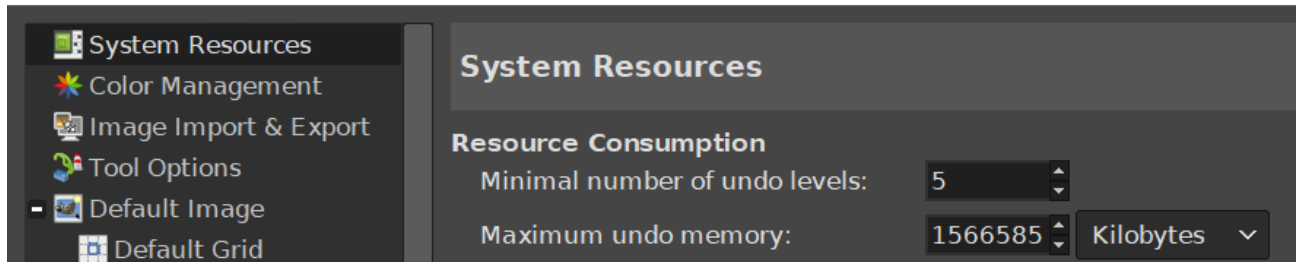 System Resources
Color Management
Image Import & Export
Tool Options
Default Image
Default Grid
System Resources
Resource Consumption
Minimal number of undo levels: 5
Maximum undo memory: 1566585 Kilobytes